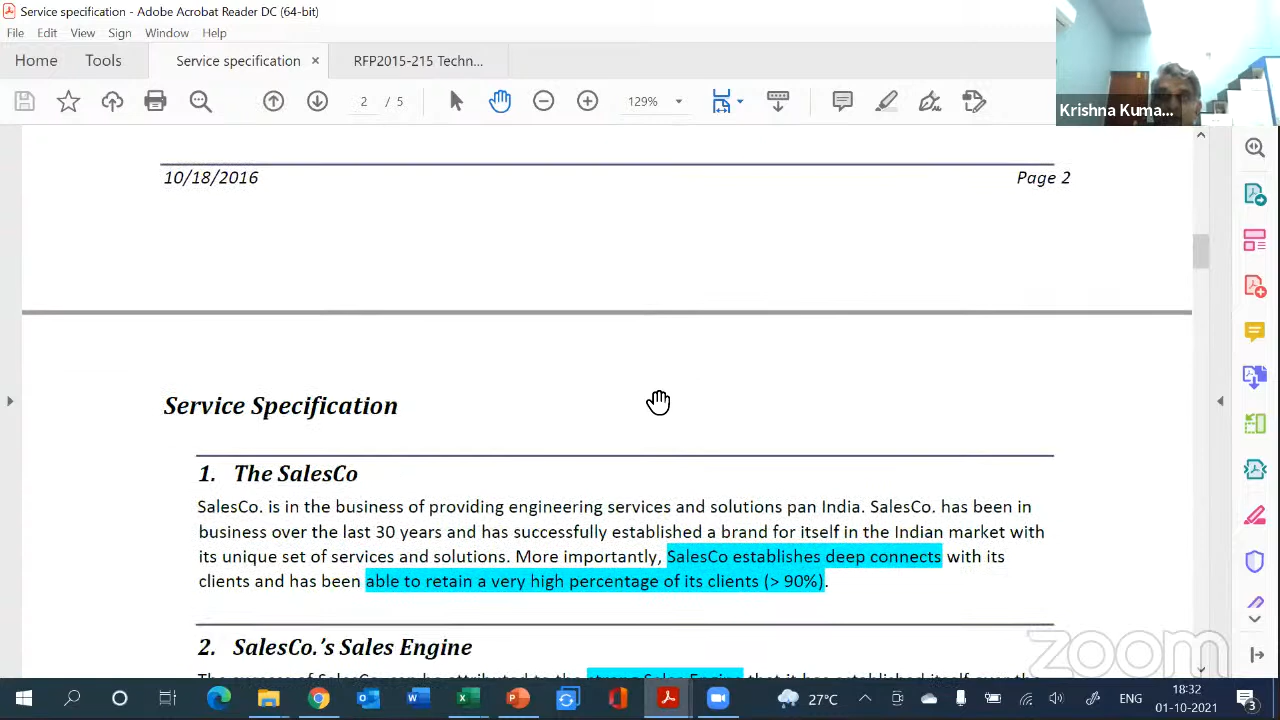 Service specification - Adobe Acrobat Reader DC (64-bit)
File Edit View Sign Window Help
Home Tools Service specification × RFP2015-215 Techn...
2 / 5 129%
Krishna Kuma...
10/18/2016 Page 2
Service Specification
1. The SalesCo
SalesCo. is in the business of providing engineering services and solutions pan India. SalesCo. has been in
business over the last 30 years and has successfully established a brand for itself in the Indian market with
its unique set of services and solutions. More importantly, SalesCo establishes deep connects with its
clients and has been able to retain a very high percentage of its clients (> 90%).
2. SalesCo.'s Sales Engine
zoom
27°C ENG 18:32
01-10-2021 3